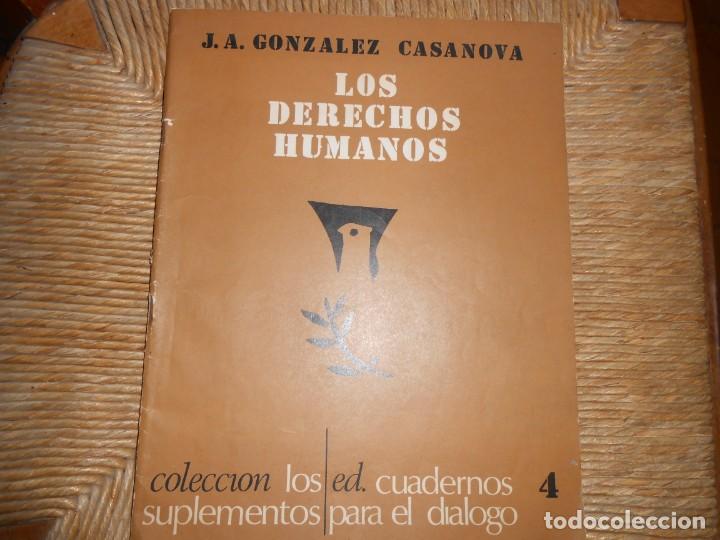 J.A. GONZALEZ CASANOVA
LOS
DERECHOS
HUMANOS
coleccion los ed. cuadernos 4
suplementos para el dialogo
todocoleccion